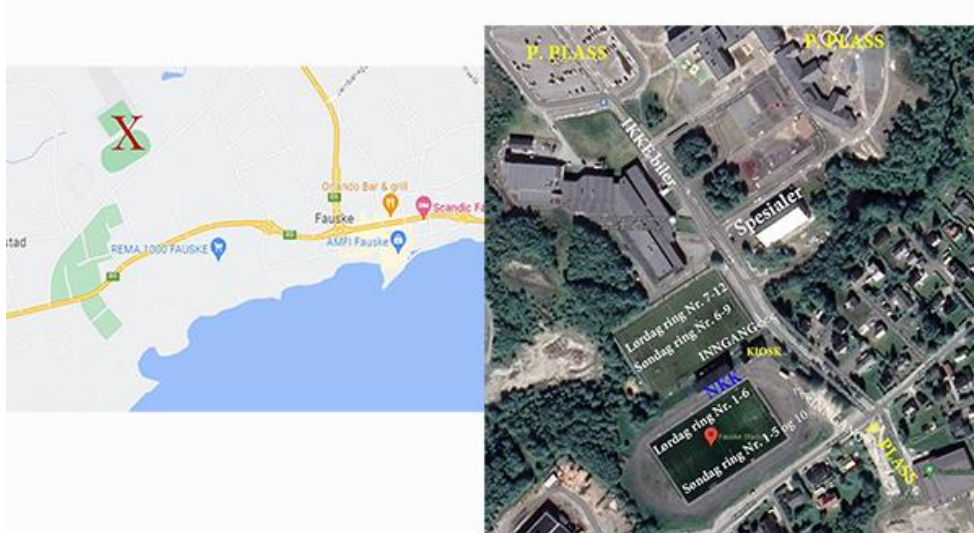 X
Orlando Bar & grill
Fauske
Scandic Fa
stad
REMA 1000 FAUSKE
AMFI Fauske
P. PLASS
P. PLASS
IKKE biler
Spesialer
Lørdag ring Nr. 7-12
Søndag ring Nr. 6-9
INNGANG
KIOSK
NKK
Lørdag ring Nr. 1-6
Søndag ring Nr. 1-5 og 10
P. PLASS